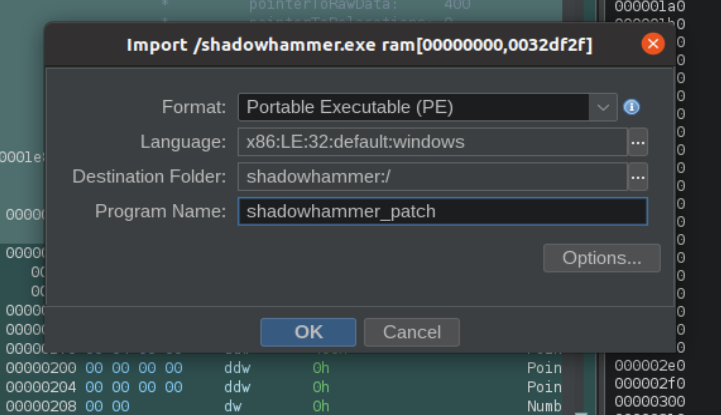 pointerToRawData: 400
00001a0
Import /shadowhammer.exe ram[00000000,0032df2f]
Format: Portable Executable (PE)
Language: x86:LE:32:default:windows ...
Destination Folder: shadowhammer:/ ...
Program Name: shadowhammer_patch
Options...
OK Cancel
00000200 00 00 00 00 ddw 0h Poin
000002e0
00000204 00 00 00 00 ddw 0h Poin
000002f0
00000208 00 00 dw 0h Numb
00000300